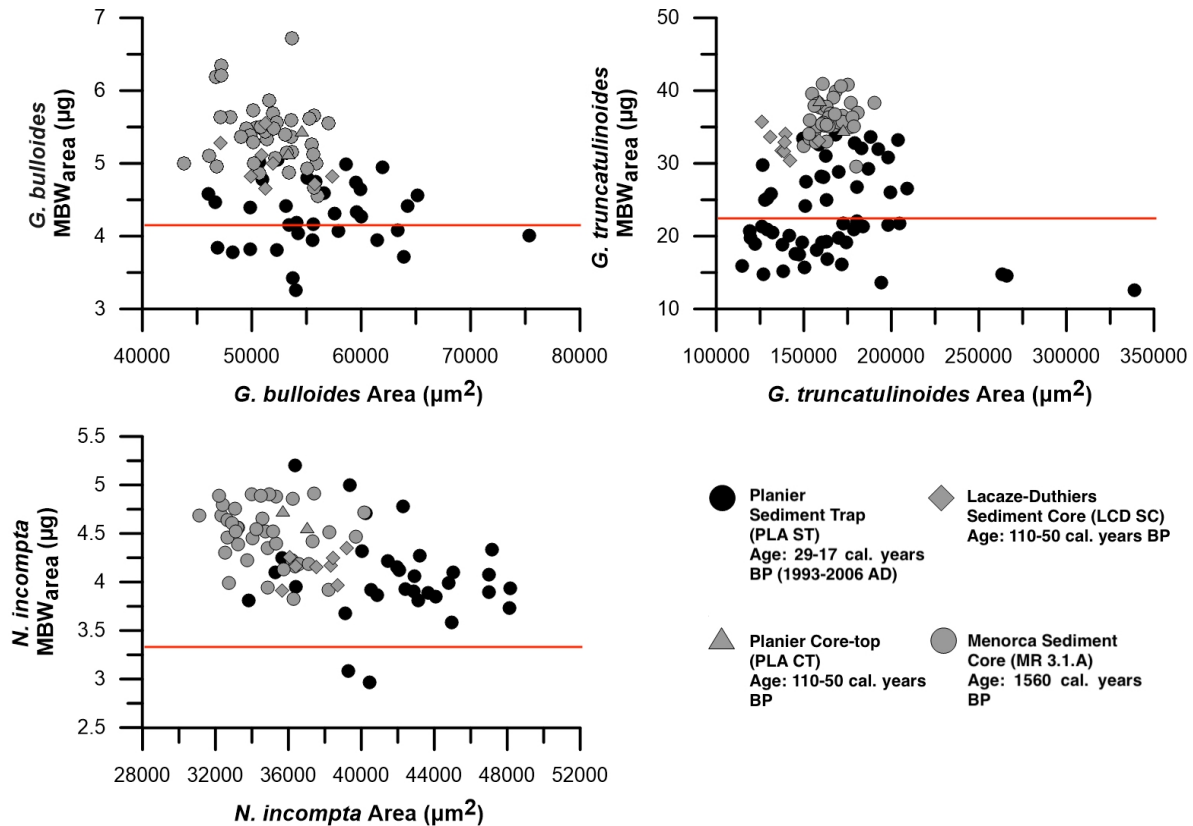 7
6
5
4
3
G. bulloides
MBWarea (µg)
40000 50000 60000 70000 80000
G. bulloides Area (µm2)
50
40
30
20
10
G. truncatulinoides
MBWarea (µg)
100000 150000 200000 250000 300000 350000
G. truncatulinoides Area (µm2)
5.5
5
4.5
4
3.5
3
2.5
N. incompta
MBWarea (µg)
28000 32000 36000 40000 44000 48000 52000
N. incompta Area (µm2)
Planier
Sediment Trap
(PLA ST)
Age: 29-17 cal. years
BP (1993-2006 AD)
Lacaze-Duthiers
Sediment Core (LCD SC)
Age: 110-50 cal. years BP
Planier Core-top
(PLA CT)
Age: 110-50 cal. years
BP
Menorca Sediment
Core (MR 3.1.A)
Age: 1560 cal. years
BP